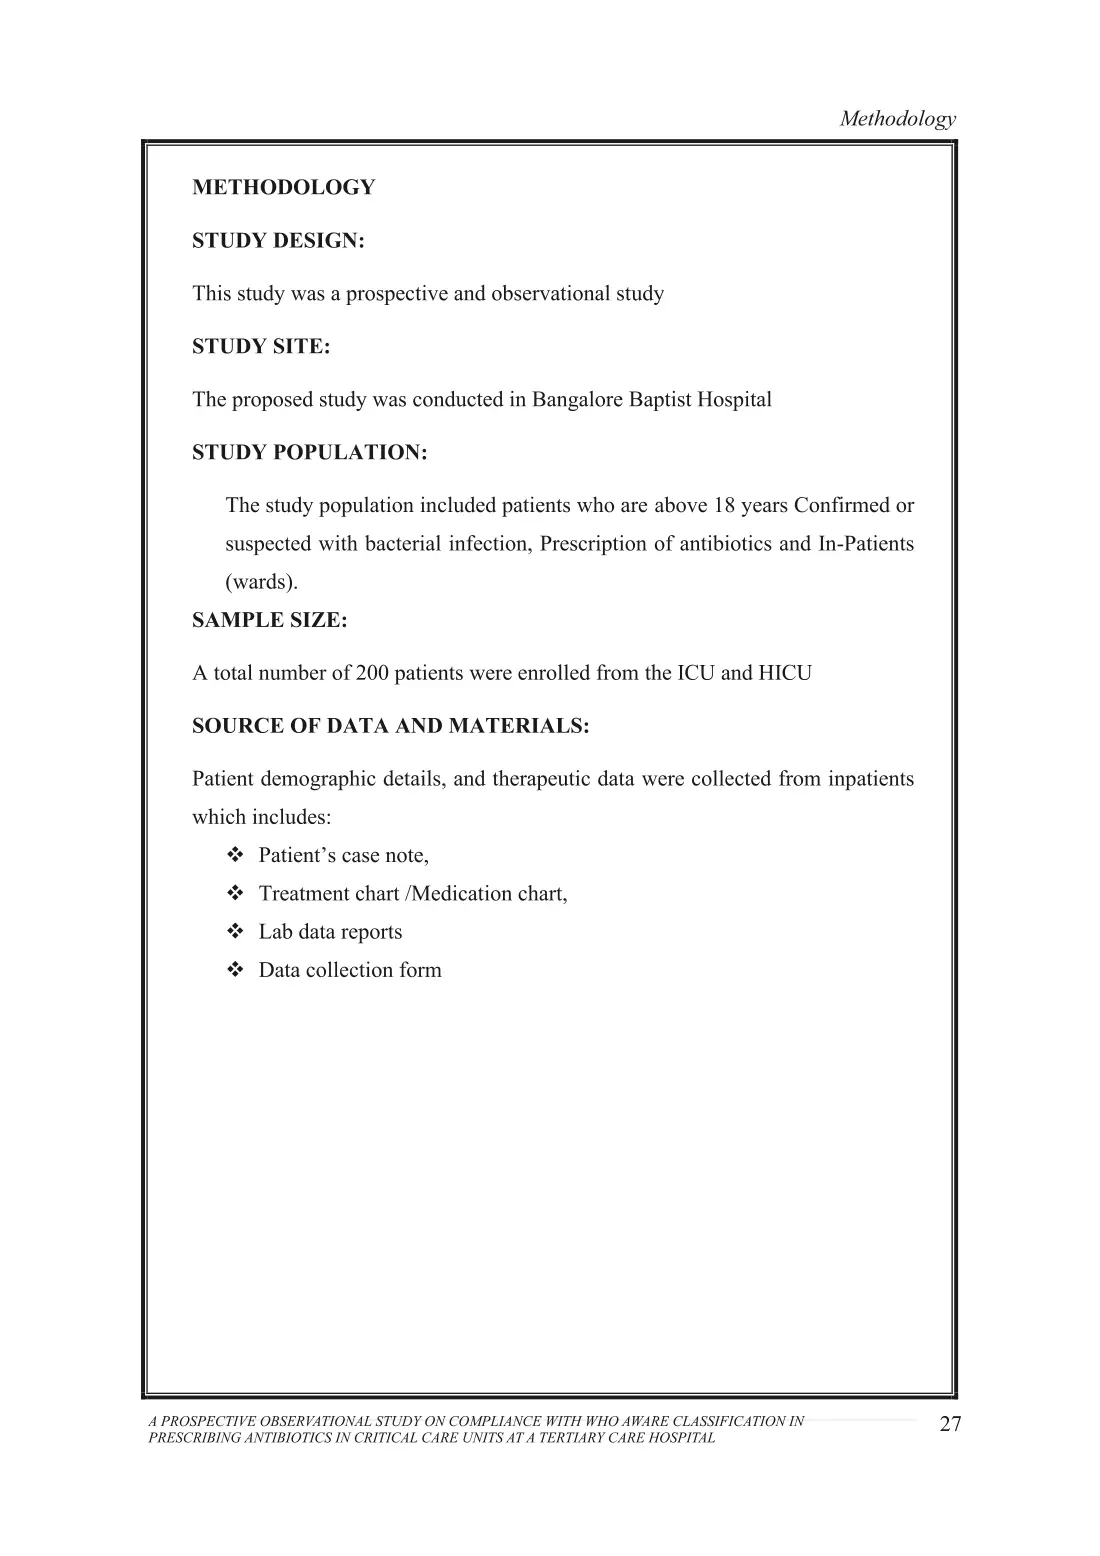 Methodology
METHODOLOGY
STUDY DESIGN:
This study was a prospective and observational study
STUDY SITE:
The proposed study was conducted in Bangalore Baptist Hospital
STUDY POPULATION:
The study population included patients who are above 18 years Confirmed or
suspected with bacterial infection, Prescription of antibiotics and In-Patients
(wards).
SAMPLE SIZE:
A total number of 200 patients were enrolled from the ICU and HICU
SOURCE OF DATA AND MATERIALS:
Patient demographic details, and therapeutic data were collected from inpatients
which includes:
❖ Patient’s case note,
❖ Treatment chart /Medication chart,
❖ Lab data reports
❖ Data collection form
A PROSPECTIVE OBSERVATIONAL STUDY ON COMPLIANCE WITH WHO AWARE CLASSIFICATION IN
PRESCRIBING ANTIBIOTICS IN CRITICAL CARE UNITS AT A TERTIARY CARE HOSPITAL
27